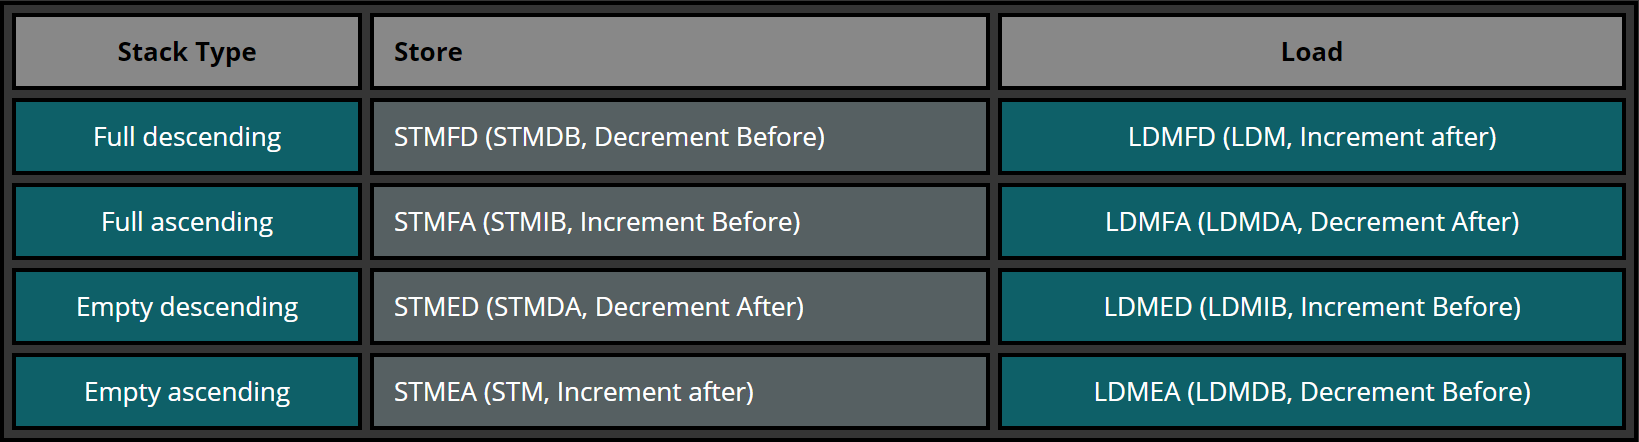 Stack Type Store Load
Full descending STMFD (STMDB, Decrement Before) LDMFD (LDM, Increment after)
Full ascending STMFA (STMIB, Increment Before) LDMFA (LDMDA, Decrement After)
Empty descending STMED (STMDA, Decrement After) LDMED (LDMIB, Increment Before)
Empty ascending STMEA (STM, Increment after) LDMEA (LDMDB, Decrement Before)